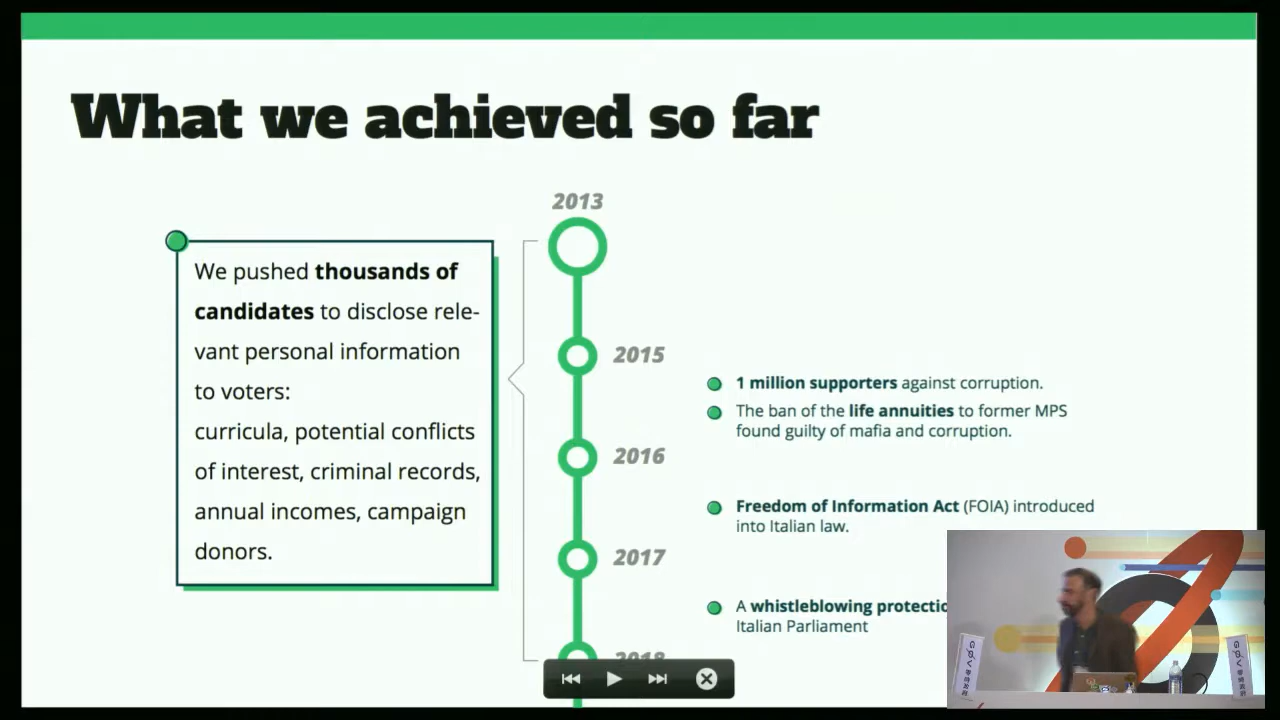 What we achieved so far
2013
We pushed thousands of
candidates to disclose rele-
vant personal information
to voters:
curricula, potential conflicts
of interest, criminal records,
annual incomes, campaign
donors.
2015
1 million supporters against corruption.
The ban of the life annuities to former MPS
found guilty of mafia and corruption.
2016
Freedom of Information Act (FOIA) introduced
into Italian law.
2017
A whistleblowing protectio
Italian Parliament
2018